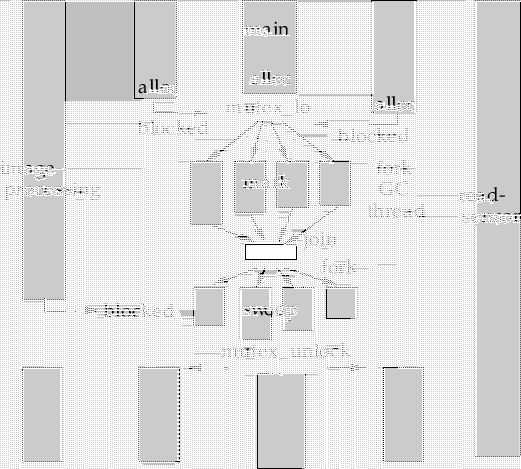 main
alloc
alloc
alloc
mutex_lo
blocked
blocked
image
processing
mark
fork
GC
thread
read-
sensor
join
fork
blocked
sweep
mutex_unlock